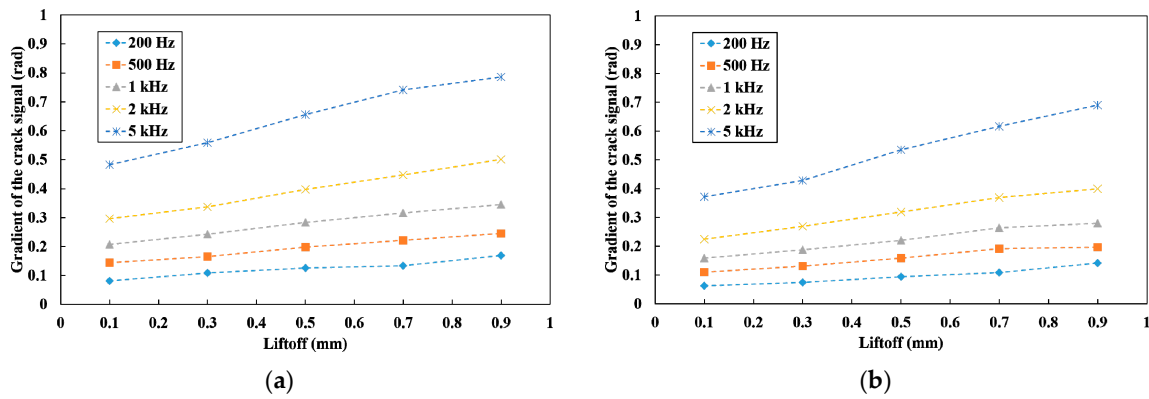 1
0.9
0.8
0.7
0.6
0.5
0.4
0.3
0.2
0.1
0
Gradient of the crack signal (rad)
200 Hz
500 Hz
1 kHz
2 kHz
5 kHz
0 0.1 0.2 0.3 0.4 0.5 0.6 0.7 0.8 0.9 1
Liftoff (mm)
(a)
1
0.9
0.8
0.7
0.6
0.5
0.4
0.3
0.2
0.1
0
Gradient of the crack signal (rad)
200 Hz
500 Hz
1 kHz
2 kHz
5 kHz
0 0.1 0.2 0.3 0.4 0.5 0.6 0.7 0.8 0.9 1
Liftoff (mm)
(b)